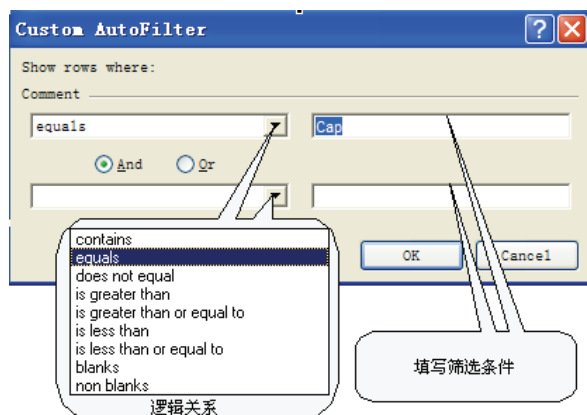 Custom AutoFilter
Show rows where:
Comment
equals
Cap
And Or
contains
equals
does not equal
is greater than
is greater than or equal to
is less than
is less than or equal to
blanks
non blanks
逻辑关系
OK Cancel
填写筛选条件